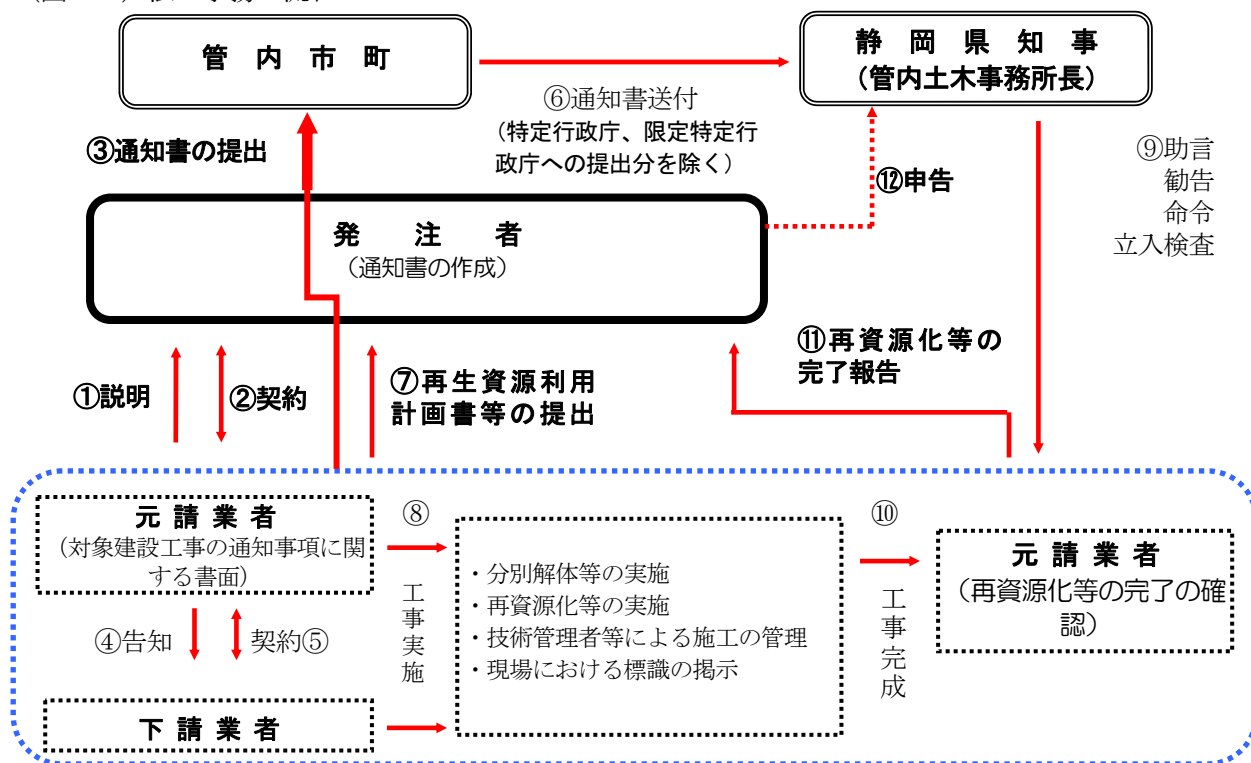 管内市町
静岡県知事
（管内土木事務所長）
⑥通知書送付
（特定行政庁、限定特定行
政庁への提出分を除く）
③通知書の提出
⑨助言
勧告
命令
立入検査
⑫申告
発注者
（通知書の作成）
①説明
②契約
⑦再生資源利用
計画書等の提出
⑪再資源化等の
完了報告
元請業者
（対象建設工事の通知事項に関
する書面）
④告知
契約⑤
下請業者
⑧
工事実施
・分別解体等の実施
・再資源化等の実施
・技術管理者等による施工の管理
・現場における標識の掲示
⑩
工事完成
元請業者
（再資源化等の完了の確
認）